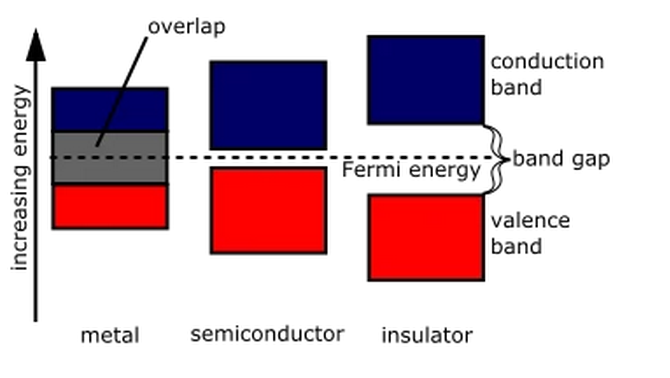 overlap
increasing energy
conduction
band
Fermi energy
band gap
valence
band
metal
semiconductor
insulator